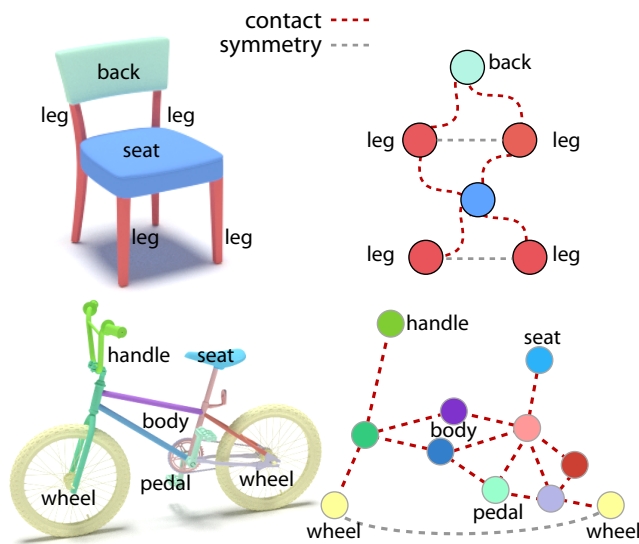 contact
symmetry
back
leg
leg
seat
leg
leg
back
leg
leg
leg
leg
handle
seat
body
wheel
pedal
wheel
handle
seat
body
pedal
wheel
wheel